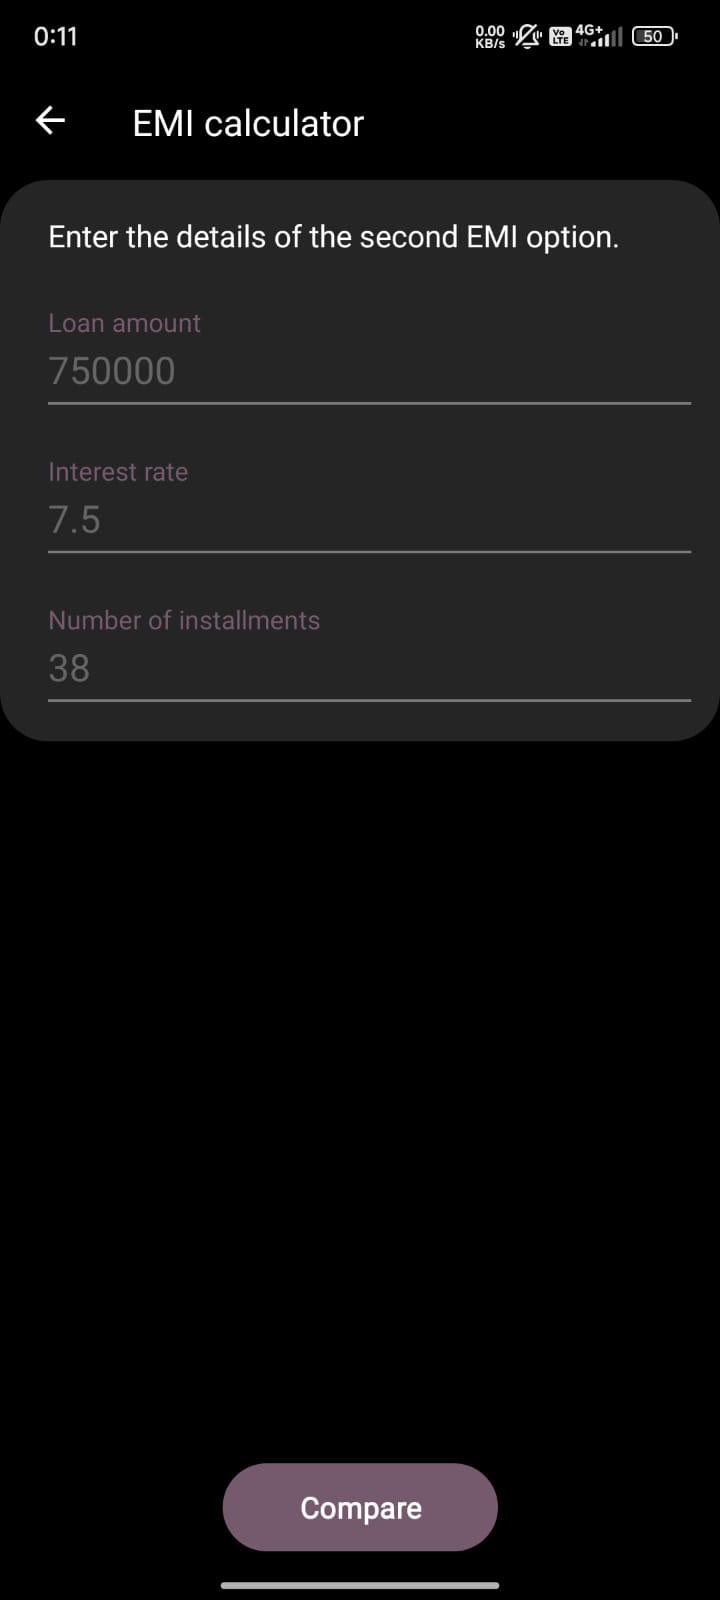 0:11
0.00
KB/s
Vo
LTE
4G+
50
EMI calculator
Enter the details of the second EMI option.
Loan amount
750000
Interest rate
7.5
Number of installments
38
Compare